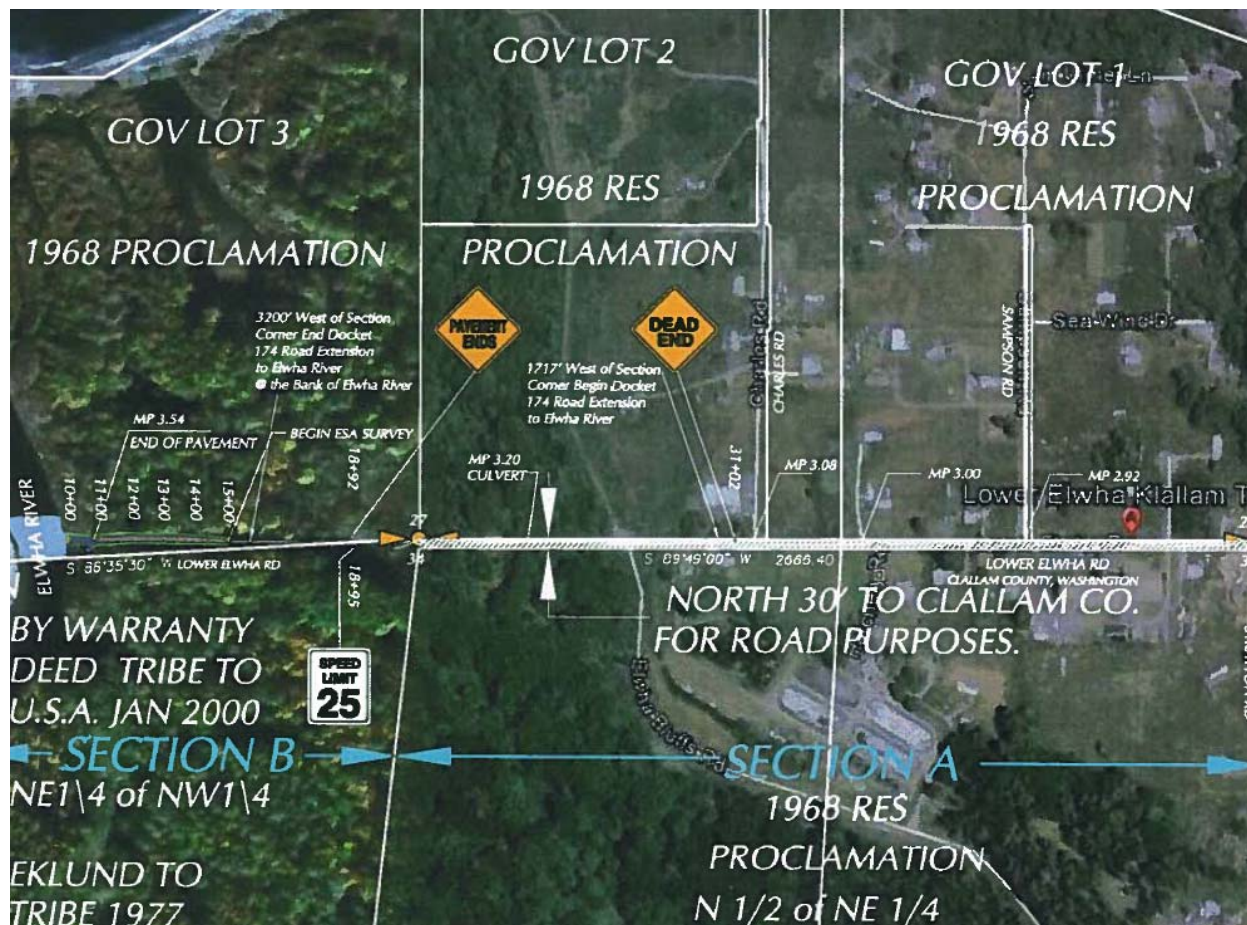 GOV LOT 2
GOV LOT 1
1968 RES
GOV LOT 3
1968 RES
PROCLAMATION
1968 PROCLAMATION
PROCLAMATION
3200' West of Section
Corner End Docket
174 Road Extension
to Elwha River
@ the Bank of Elwha River
PAVEMENT
ENDS
DEAD
END
1717' West of Section
Corner Begin Docket
174 Road Extension
to Elwha River
Charles Rd
CHARLES RD
SAMPSON RD
Sea Wind Dr
MP 3.54
END OF PAVEMENT
BEGIN ESA SURVEY
18+92
MP 3.20
CULVERT
31+02
MP 3.08
MP 3.00
MP 2.92
Lower Elwha Klallam T
ELWHA RIVER
10+00
11+00
12+00
13+00
14+00
15+00
27
34
2
3
S 86°35'30" W LOWER ELWHA RD
18+95
S 89°49'00" W 2666.40
LOWER ELWHA RD
CLALLAM COUNTY, WASHINGTON
NORTH 30' TO CLALLAM CO.
FOR ROAD PURPOSES.
BY WARRANTY
DEED TRIBE TO
U.S.A. JAN 2000
SPEED
LIMIT
25
Elwha Bluffs Rd
SECTION B
SECTION A
NE1\4 of NW1\4
1968 RES
PROCLAMATION
N 1/2 of NE 1/4
EKLUND TO
TRIBE 1977